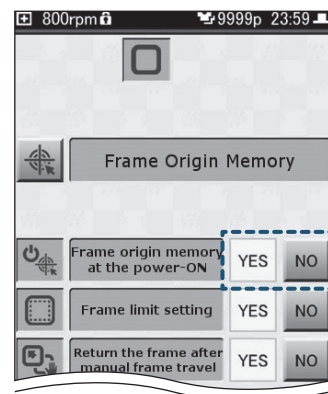 800rpm 9999p 23:59
Frame Origin Memory
Frame origin memory
at the power-ON
YES NO
Frame limit setting YES NO
Return the frame after
manual frame travel
YES NO